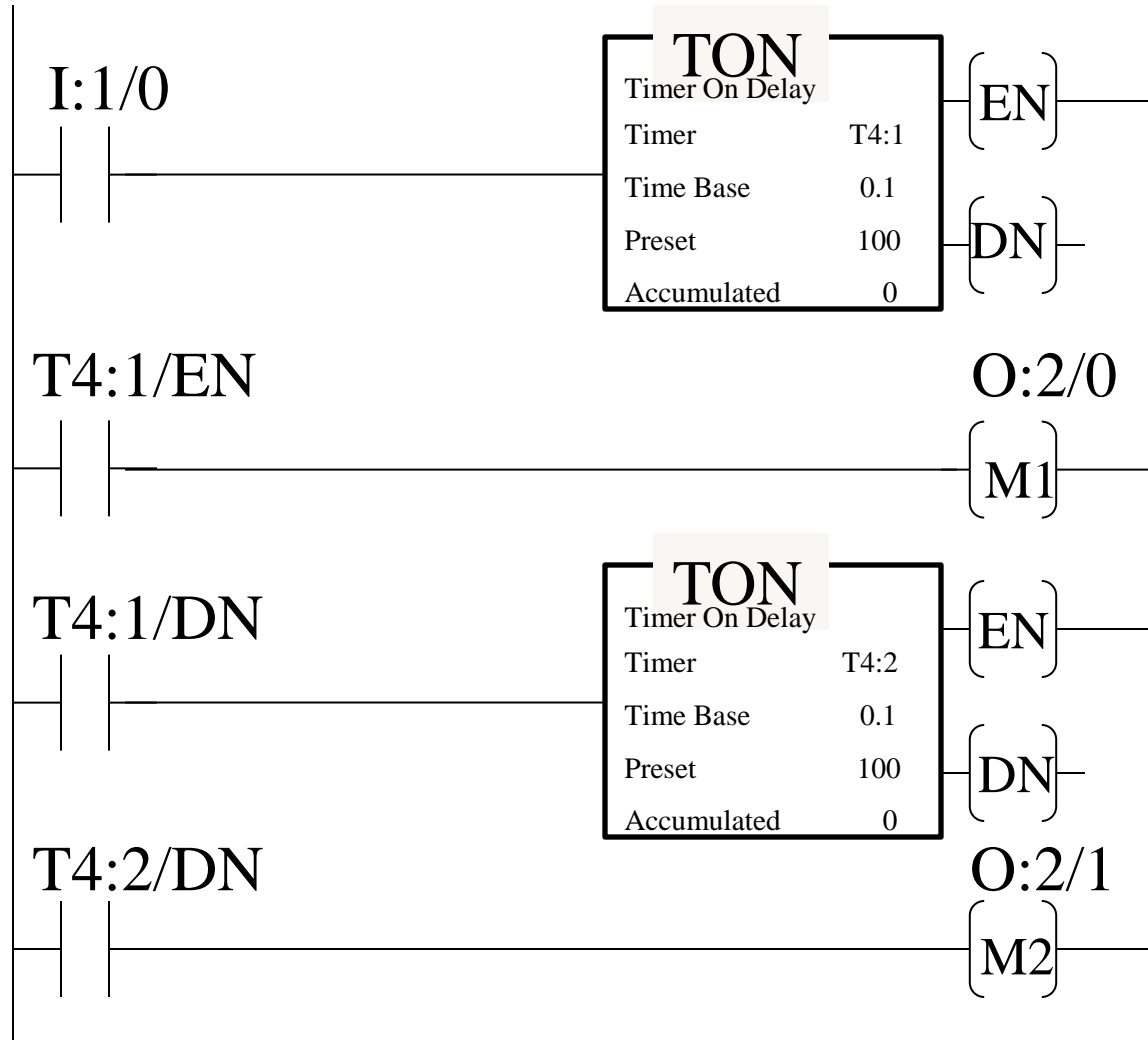 I:1/0
TON
Timer On Delay
Timer T4:1
Time Base 0.1
Preset 100
Accumulated 0
EN
DN
T4:1/EN
O:2/0
M1
T4:1/DN
TON
Timer On Delay
Timer T4:2
Time Base 0.1
Preset 100
Accumulated 0
EN
DN
T4:2/DN
O:2/1
M2